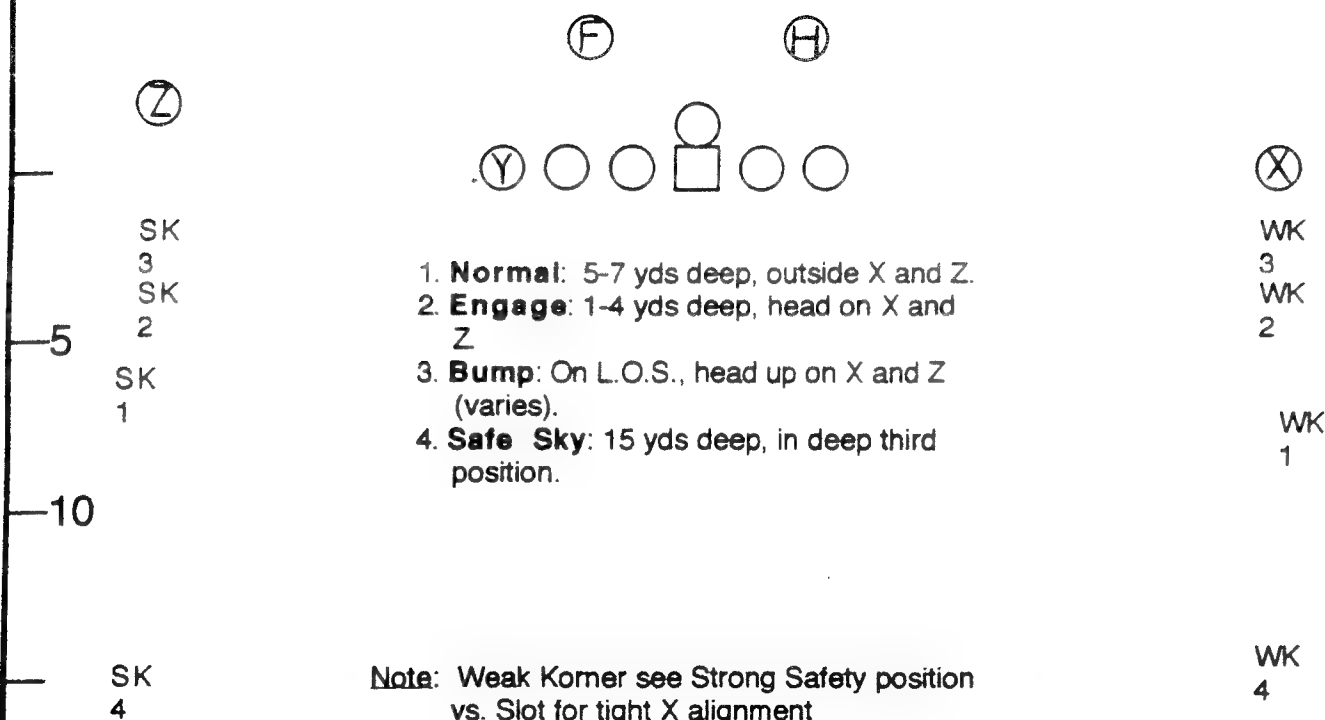 F H
Z
Y X
SK WK
3 3
SK WK
2 2
5
SK
1
WK
1
1. Normal: 5-7 yds deep, outside X and Z.
2. Engage: 1-4 yds deep, head on X and
Z
3. Bump: On L.O.S., head up on X and Z
(varies).
4. Safe Sky: 15 yds deep, in deep third
position.
10
SK WK
4 4
Note: Weak Korner see Strong Safety position
vs. Slot for tight X alignment